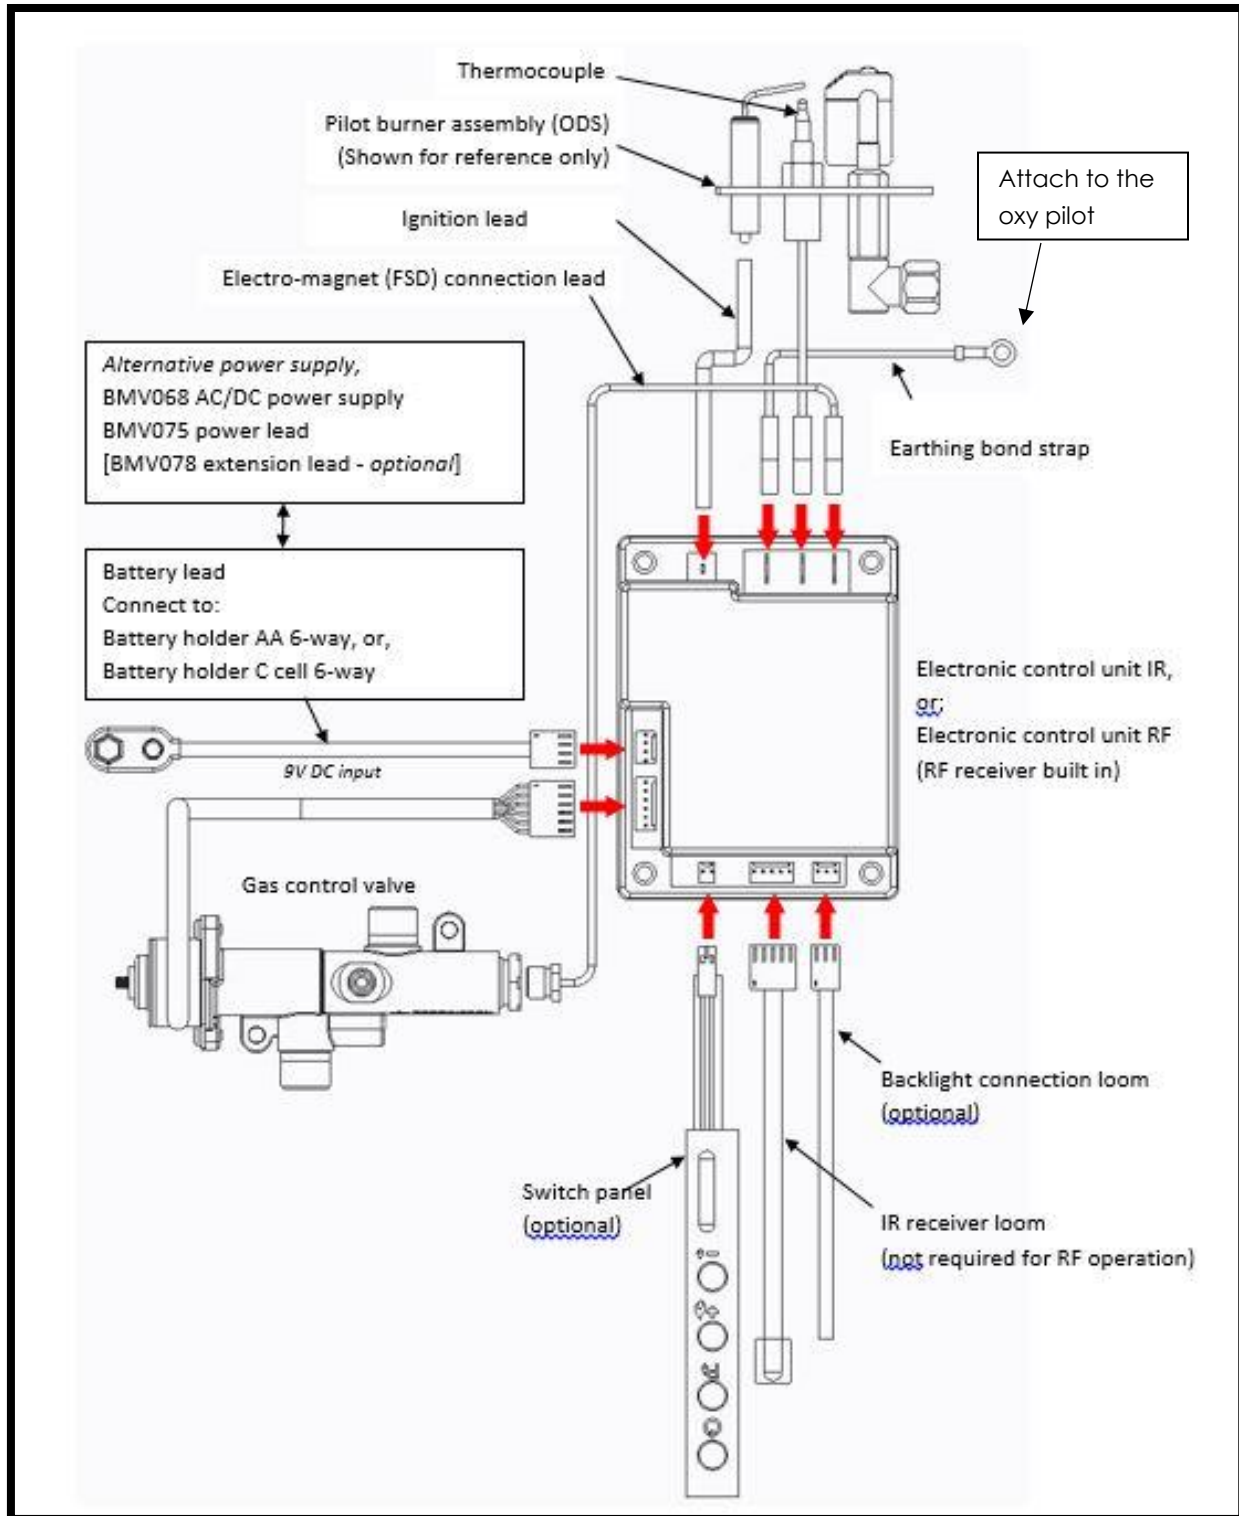 Thermocouple
Pilot burner assembly (ODS)
(Shown for reference only)
Attach to the
oxy pilot
Ignition lead
Electro-magnet (FSD) connection lead
Alternative power supply,
BMV068 AC/DC power supply
BMV075 power lead
[BMV078 extension lead - optional]
Earthing bond strap
Battery lead
Connect to:
Battery holder AA 6-way, or,
Battery holder C cell 6-way
Electronic control unit IR,
or;
Electronic control unit RF
(RF receiver built in)
9V DC input
Gas control valve
Backlight connection loom
(optional)
Switch panel
(optional)
IR receiver loom
(not required for RF operation)